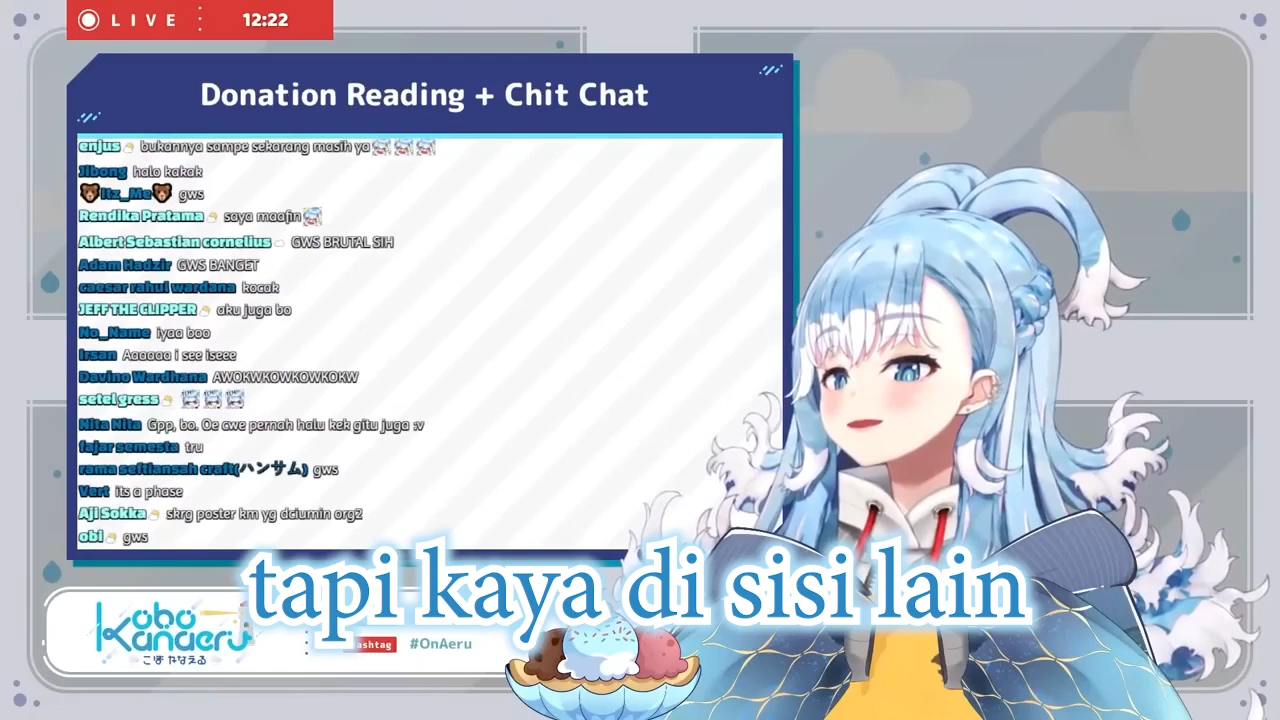 LIVE 12:22
Donation Reading + Chit Chat
enjus bukannya sampe sekarang masih ya
Jibong halo kakak
Itz_Me gws
Rendika Pratama saya maafin
Albert Sebastian cornelius GWS BRUTAL SIH
Adam Hadzir GWS BANGET
caesar rahul wardana kocak
JEFF THE CLIPPER aku juga bo
No_Name iyaa boo
Irsan Aaaaaa i see iseee
Davino Wardhana AWOKWKOWKOWKOKW
setel gress
Nita Nita Gpp, bo. Oe cwe pernah halu kek gitu juga :v
fajar semesta tru
rama seftiansah craft(ハンサム) gws
Vert its a phase
Aji Sokka skrg poster km yg dciumin org2
obi gws
tapi kaya di sisi lain
Kobo Kanaeru
こぼ かなえる
#OnAeru